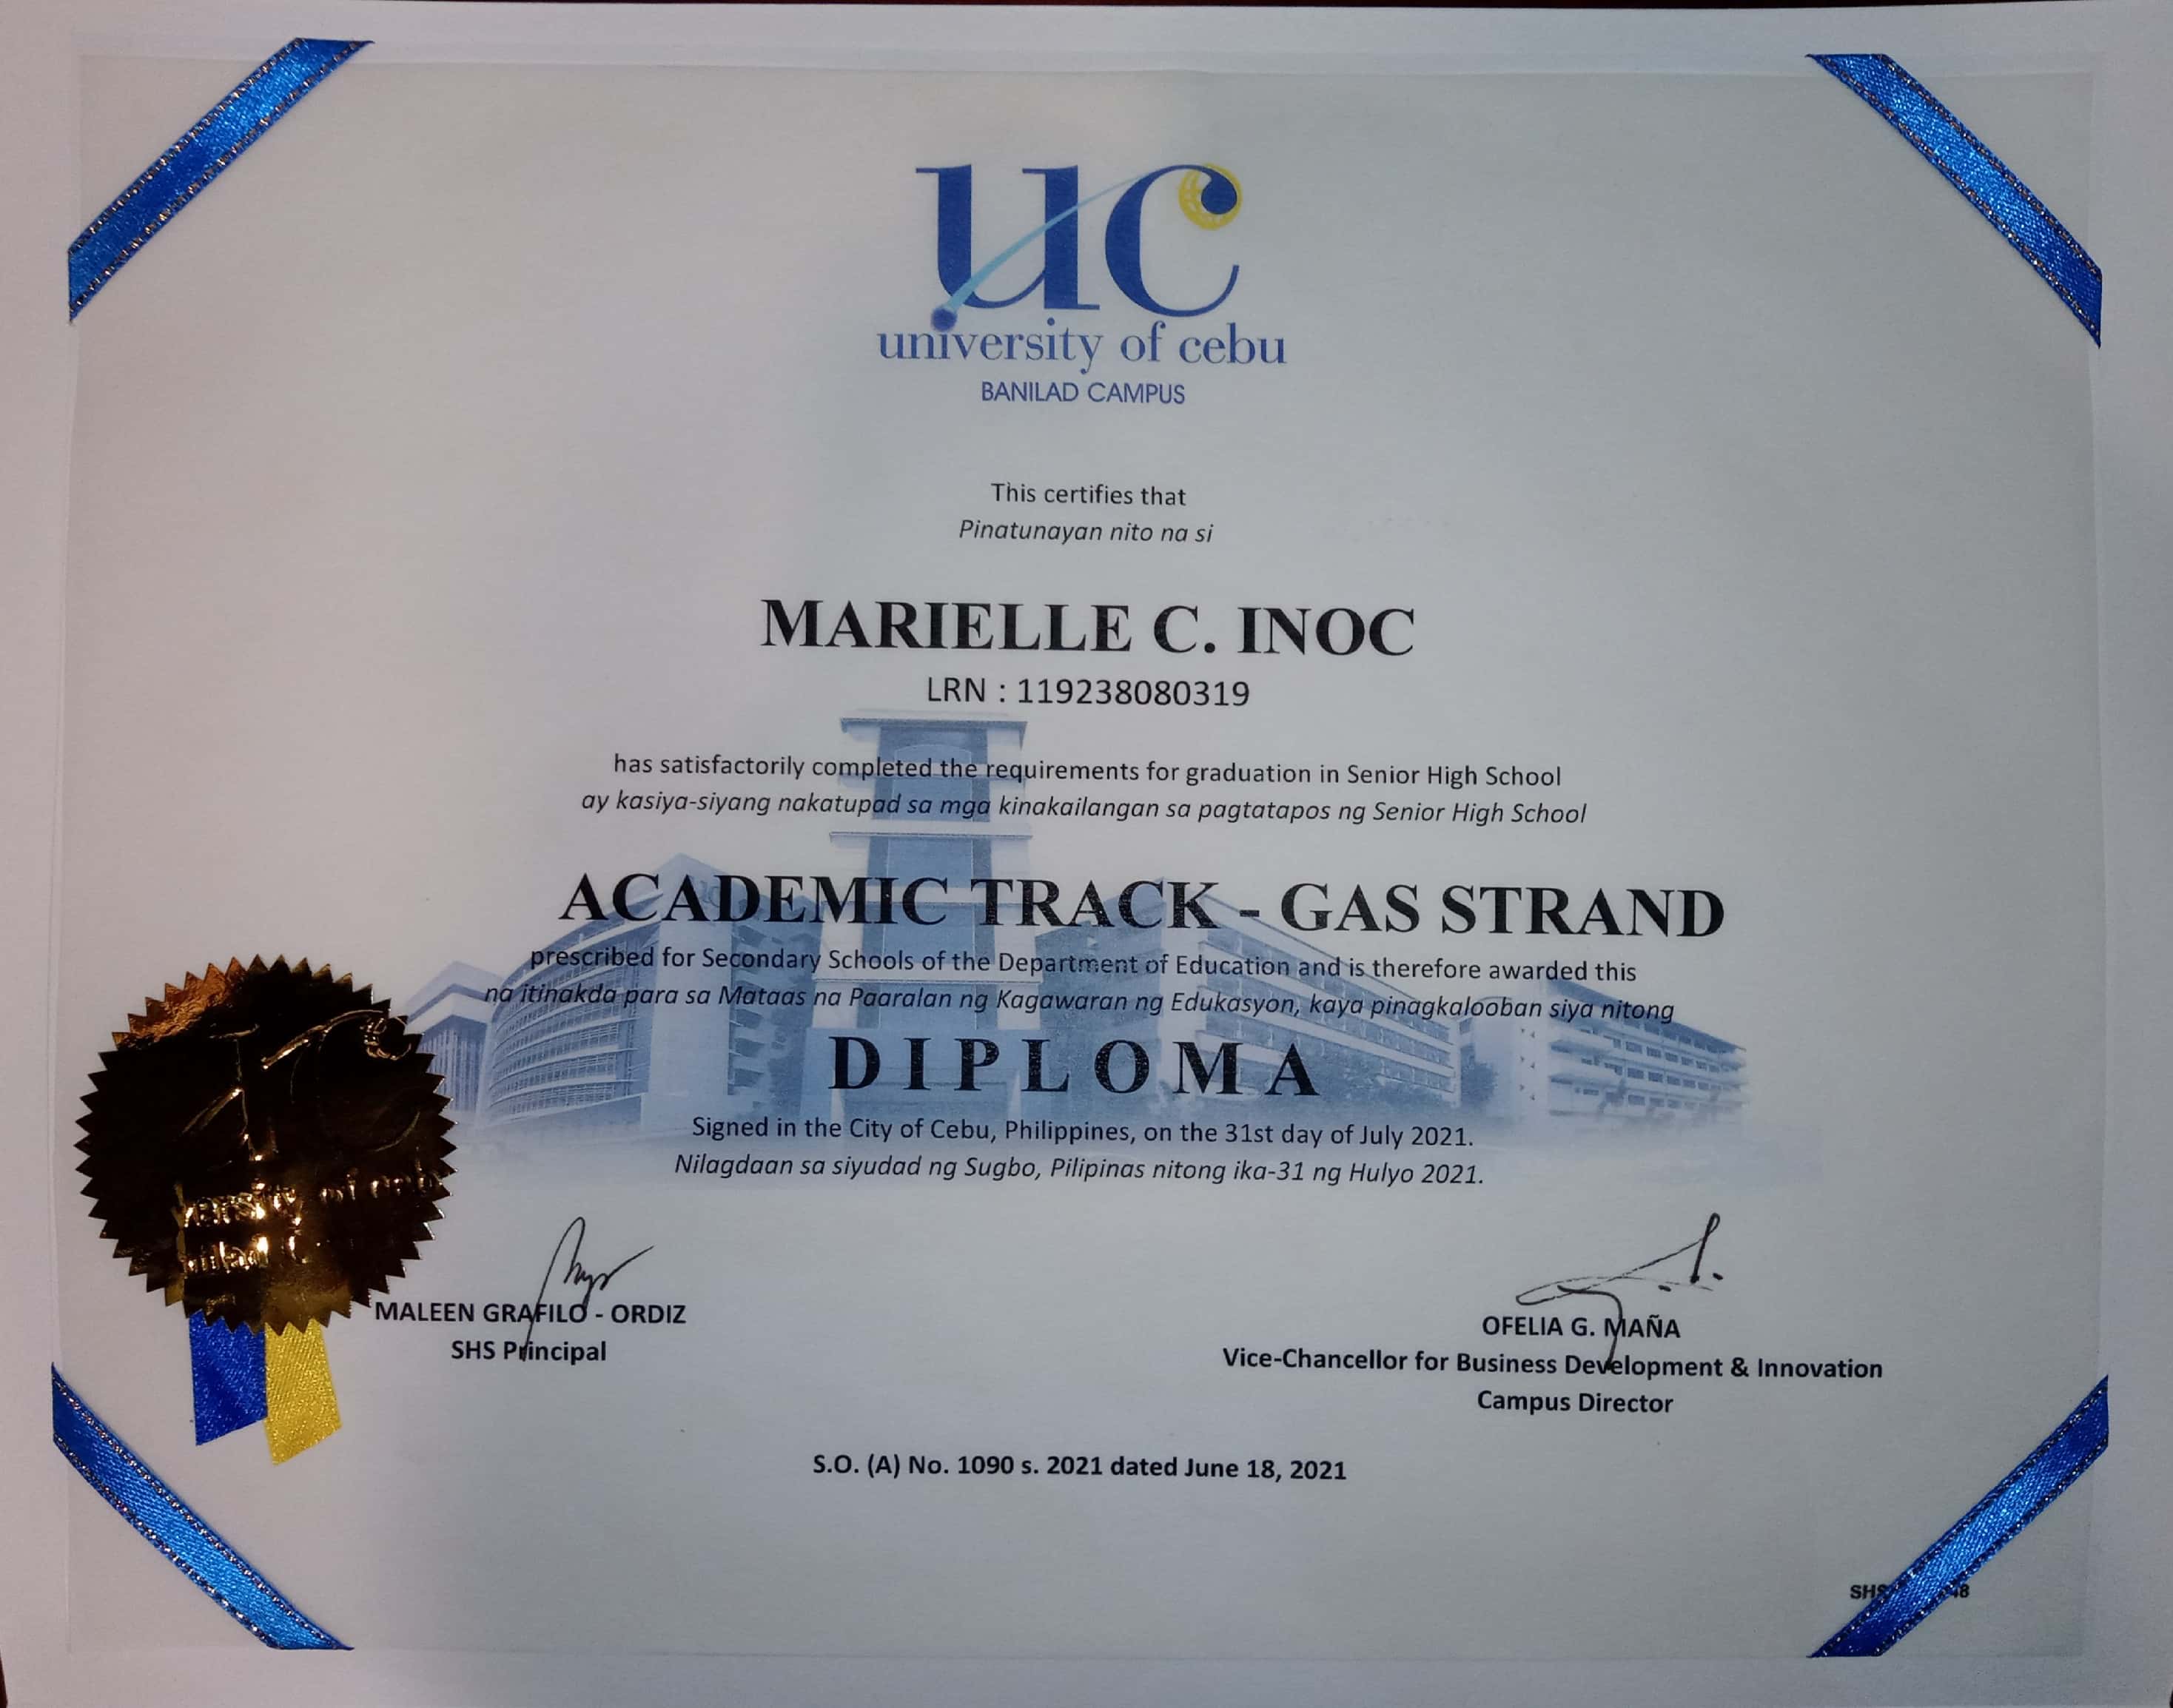 uc
university of cebu
BANILAD CAMPUS
This certifies that
Pinatunayan nito na si
MARIELLE C. INOC
LRN : 119238080319
has satisfactorily completed the requirements for graduation in Senior High School
ay kasiya-siyang nakatupad sa mga kinakailangan sa pagtatapos ng Senior High School
ACADEMIC TRACK - GAS STRAND
prescribed for Secondary Schools of the Department of Education and is therefore awarded this
na itinakda para sa Mataas na Paaralan ng Kagawaran ng Edukasyon, kaya pinagkalooban siya nitong
DIPLOMA
Signed in the City of Cebu, Philippines, on the 31st day of July 2021.
Nilagdaan sa siyudad ng Sugbo, Pilipinas nitong ika-31 ng Hulyo 2021.
MALEEN GRAFILO - ORDIZ
SHS Principal
OFELIA G. MAÑA
Vice-Chancellor for Business Development & Innovation
Campus Director
S.O. (A) No. 1090 s. 2021 dated June 18, 2021
SHS